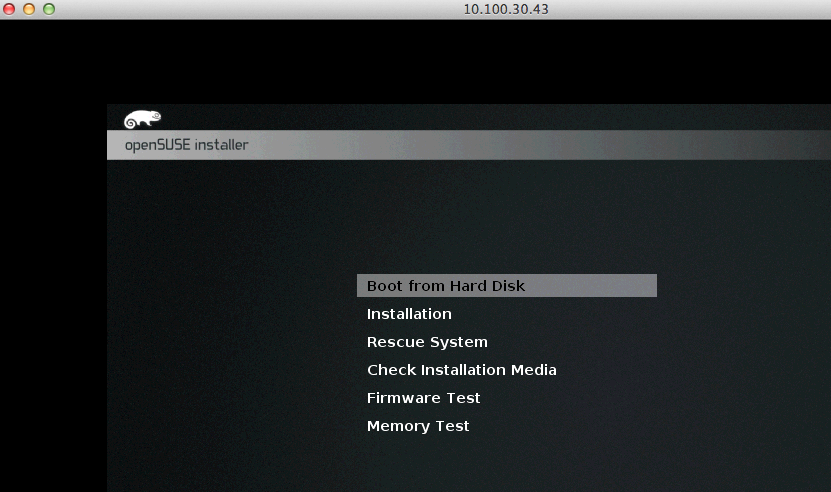 10.100.30.43
openSUSE installer
Boot from Hard Disk
Installation
Rescue System
Check Installation Media
Firmware Test
Memory Test